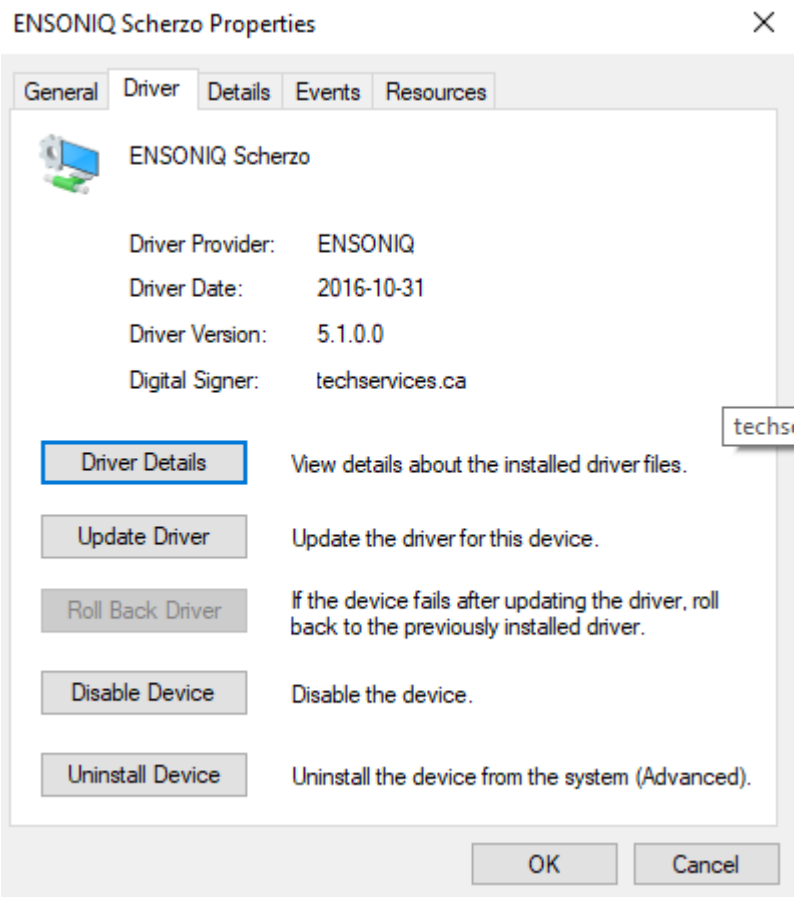 ENSONIQ Scherzo Properties
General Driver Details Events Resources
ENSONIQ Scherzo
Driver Provider: ENSONIQ
Driver Date: 2016-10-31
Driver Version: 5.1.0.0
Digital Signer: techservices.ca
techs
Driver Details View details about the installed driver files.
Update Driver Update the driver for this device.
Roll Back Driver If the device fails after updating the driver, roll
back to the previously installed driver.
Disable Device Disable the device.
Uninstall Device Uninstall the device from the system (Advanced).
OK Cancel